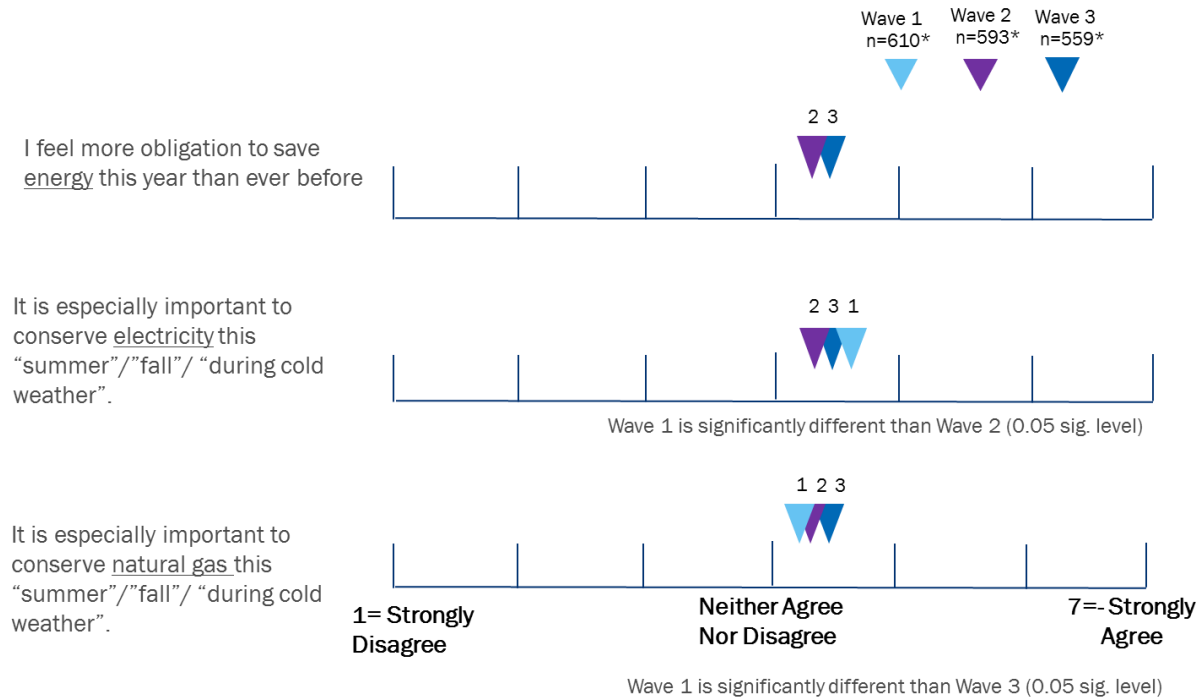 Wave 1
n=610*
Wave 2
n=593*
Wave 3
n=559*
2 3
I feel more obligation to save
energy this year than ever before
2 3 1
It is especially important to
conserve electricity this
“summer”/”fall”/ “during cold
weather”.
Wave 1 is significantly different than Wave 2 (0.05 sig. level)
1 2 3
It is especially important to
conserve natural gas this
“summer”/”fall”/ “during cold
weather”.
1= Strongly
Disagree
Neither Agree
Nor Disagree
7=- Strongly
Agree
Wave 1 is significantly different than Wave 3 (0.05 sig. level)